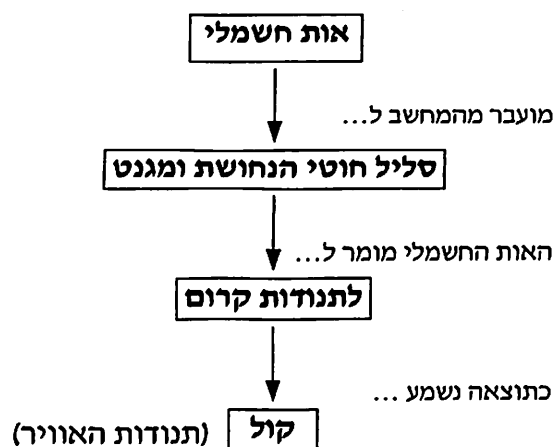 אות חשמלי
מועבר מהמחשב ל...
סליל חוטי הנחושת ומגנט
האות החשמלי מומר ל...
לתנודות קרום
כתוצאה נשמע ...
קול (תנודות האוויר)